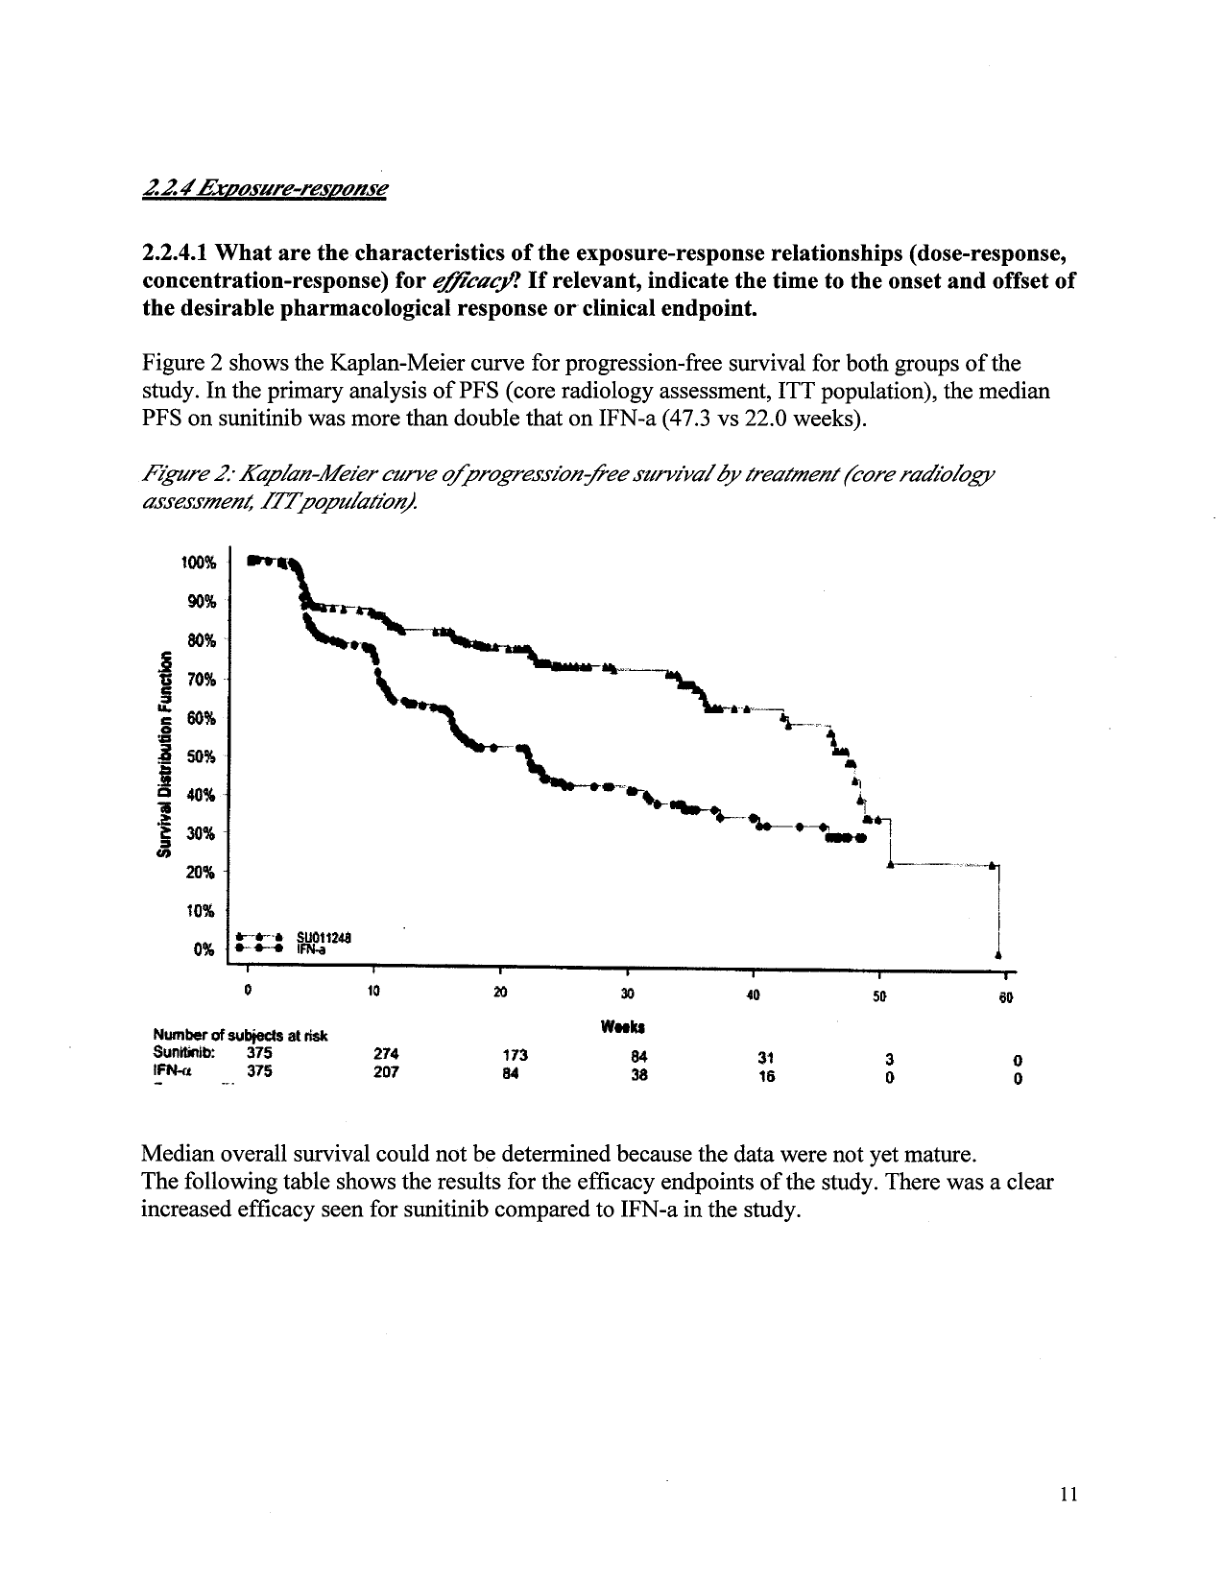 2.2.4 Exposure-response
2.2.4.1 What are the characteristics of the exposure-response relationships (dose-response,
concentration-response) for efficacy? If relevant, indicate the time to the onset and offset of
the desirable pharmacological response or clinical endpoint.
Figure 2 shows the Kaplan-Meier curve for progression-free survival for both groups of the
study. In the primary analysis of PFS (core radiology assessment, ITT population), the median
PFS on sunitinib was more than double that on IFN-a (47.3 vs 22.0 weeks).
Figure 2: Kaplan-Meier curve of progression-free survival by treatment (core radiology
assessment, ITT population).
Survival Distribution Function
100%
90%
80%
70%
60%
50%
40%
30%
20%
10%
0%
SU011248
IFN-a
0 10 20 30 40 50 60
Weeks
Number of subjects at risk
Sunitinib: 375 274 173 84 31 3 0
IFN-α 375 207 84 38 16 0 0
Median overall survival could not be determined because the data were not yet mature.
The following table shows the results for the efficacy endpoints of the study. There was a clear
increased efficacy seen for sunitinib compared to IFN-a in the study.
11